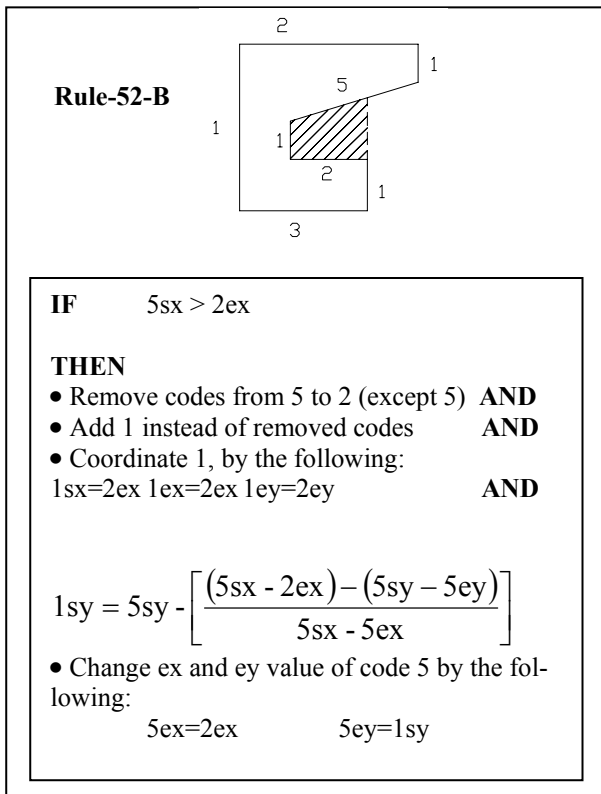 2
1
5
Rule-52-B
1
1
2
1
3
IF 5sx > 2ex
THEN
• Remove codes from 5 to 2 (except 5) AND
• Add 1 instead of removed codes AND
• Coordinate 1, by the following:
1sx=2ex 1ex=2ex 1ey=2ey AND
1sy = 5sy - [ (5sx - 2ex) – (5sy – 5ey) / 5sx - 5ex ]
• Change ex and ey value of code 5 by the fol-
lowing:
5ex=2ex 5ey=1sy